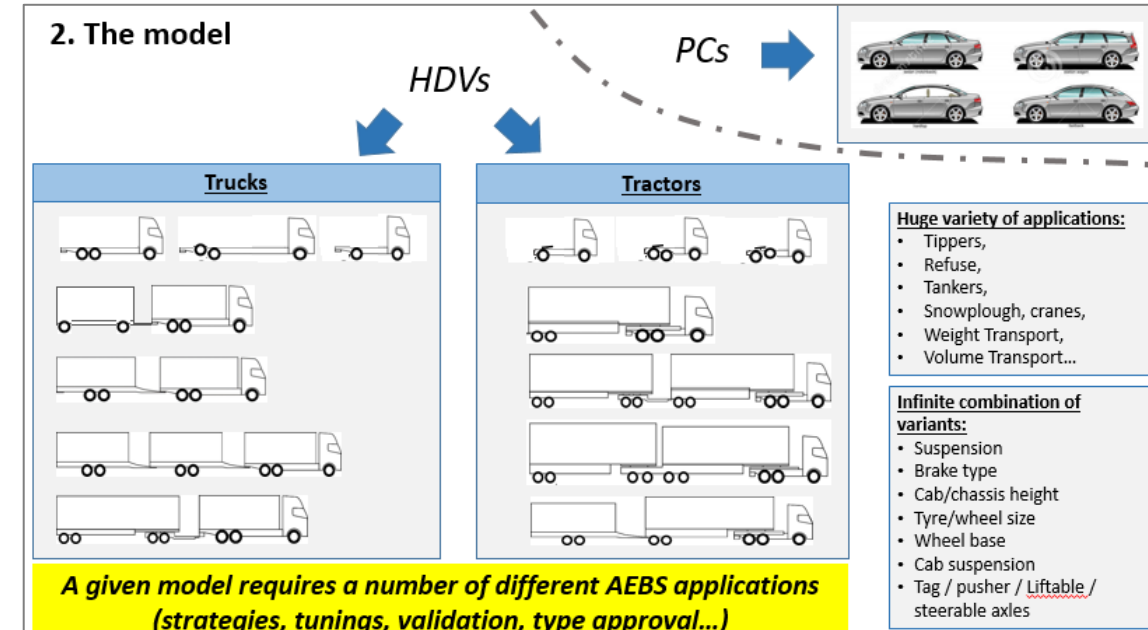 2. The model
HDVs
PCs
Trucks
Tractors
Huge variety of applications:
• Tippers,
• Refuse,
• Tankers,
• Snowplough, cranes,
• Weight Transport,
• Volume Transport...
Infinite combination of
variants:
• Suspension
• Brake type
• Cab/chassis height
• Tyre/wheel size
• Wheel base
• Cab suspension
• Tag / pusher / Liftable /
steerable axles
A given model requires a number of different AEBS applications
(strategies, tunings, validation, type approval...)